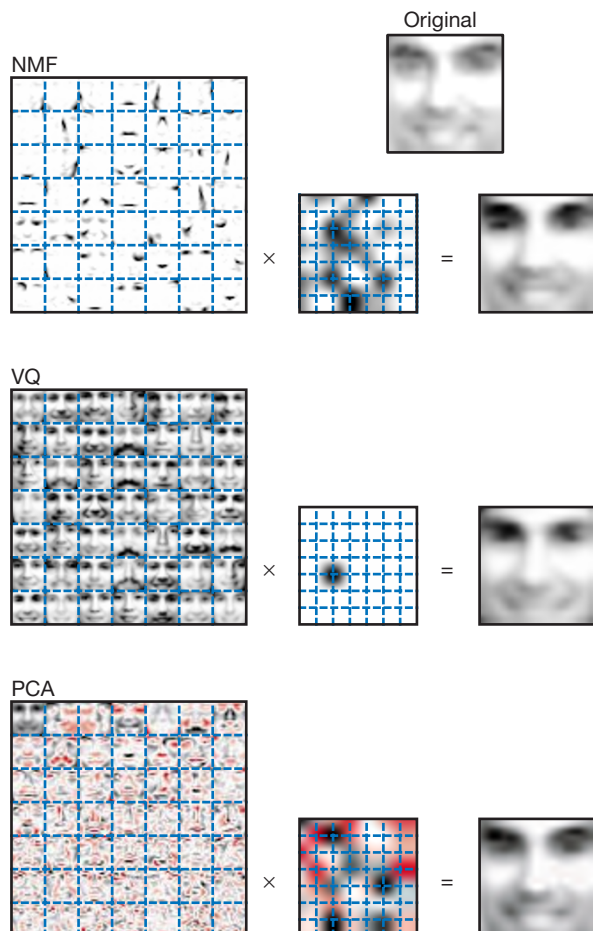 Original
NMF
×
=
VQ
×
=
PCA
×
=